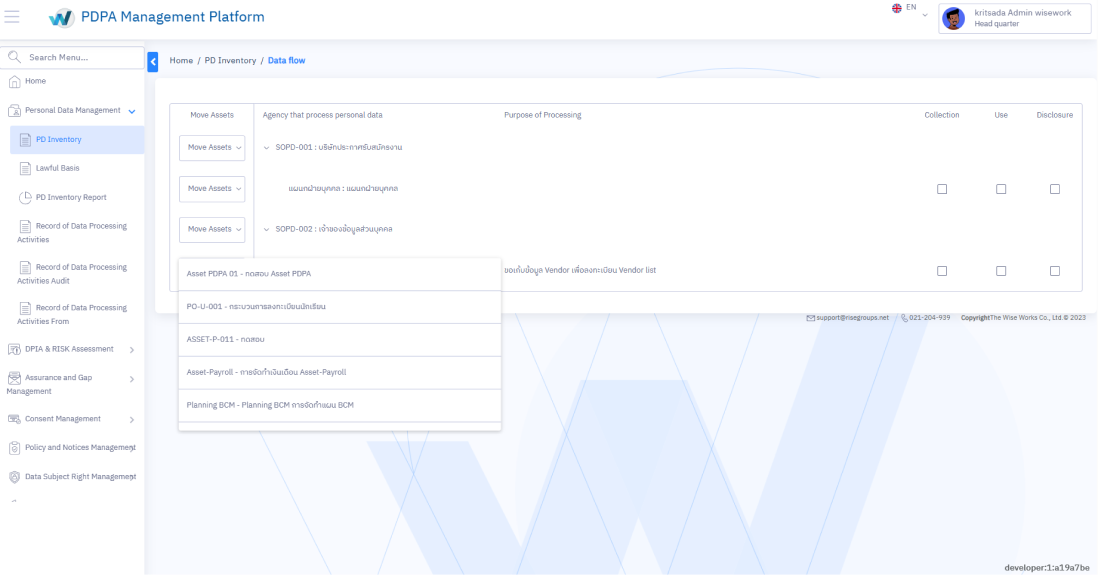 PDPA Management Platform
EN
kritsada Admin wisework
Head quarter
Search Menu...
Home
Personal Data Management
PD Inventory
Lawful Basis
PD Inventory Report
Record of Data Processing
Activities
Record of Data Processing
Activities Audit
Record of Data Processing
Activities From
DPIA & RISK Assessment
Assurance and Gap
Management
Consent Management
Policy and Notices Management
Data Subject Right Management
Home / PD Inventory / Data flow
Move Assets Agency that process personal data Purpose of Processing Collection Use Disclosure
Move Assets SOPD-001 : บริษัทประกาศรับสมัครงาน
Move Assets แผนกฝ่ายบุคคล : แผนกฝ่ายบุคคล
Move Assets SOPD-002 : เจ้าของข้อมูลส่วนบุคคล
ขอเก็บข้อมูล Vendor เพื่อลงทะเบียน Vendor list
Asset PDPA 01 - ทดสอบ Asset PDPA
PO-U-001 - กระบวนการลงทะเบียนนักเรียน
ASSET-P-011 - ทดสอบ
Asset-Payroll - การจัดทำเงินเดือน Asset-Payroll
Planning BCM - Planning BCM การจัดทำแผน BCM
support@risegroups.net / 021-204-939 CopyrightThe Wise Works Co., Ltd.© 2023
developer:1:a19a7be